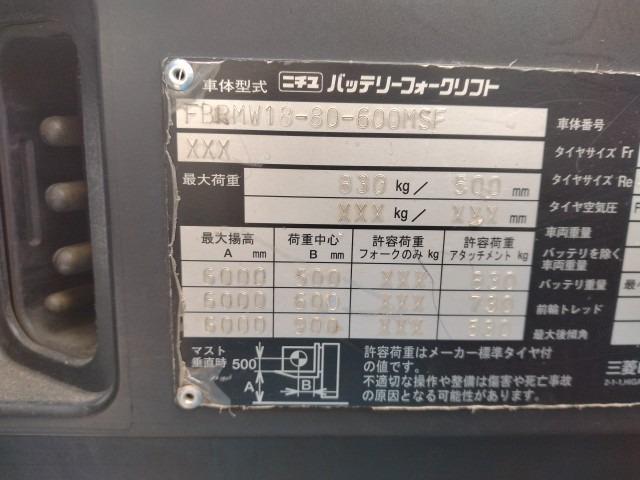 車体型式 ニチユ バッテリーフォークリフト
FBRMW18-80-600MSF
XXX
最大荷重 830 kg/ 500 mm
XXX kg/ XXX mm
車体番号
タイヤサイズ Fr
タイヤサイズ Re
タイヤ空気圧
車両重量
バッテリを除く
車両重量
バッテリ重量
前輪トレッド
最大後傾角
最大揚高 荷重中心 許容荷重 許容荷重
A mm B mm フォークのみ kg アタッチメント kg
6000 500 XXX 830
6000 600 XXX
6000 XXX
マスト
垂直時 500
A B
許容荷重はメーカー標準タイヤ付
の値です。
不適切な操作や整備は傷害や死亡事故
の原因となる可能性があります。
三菱